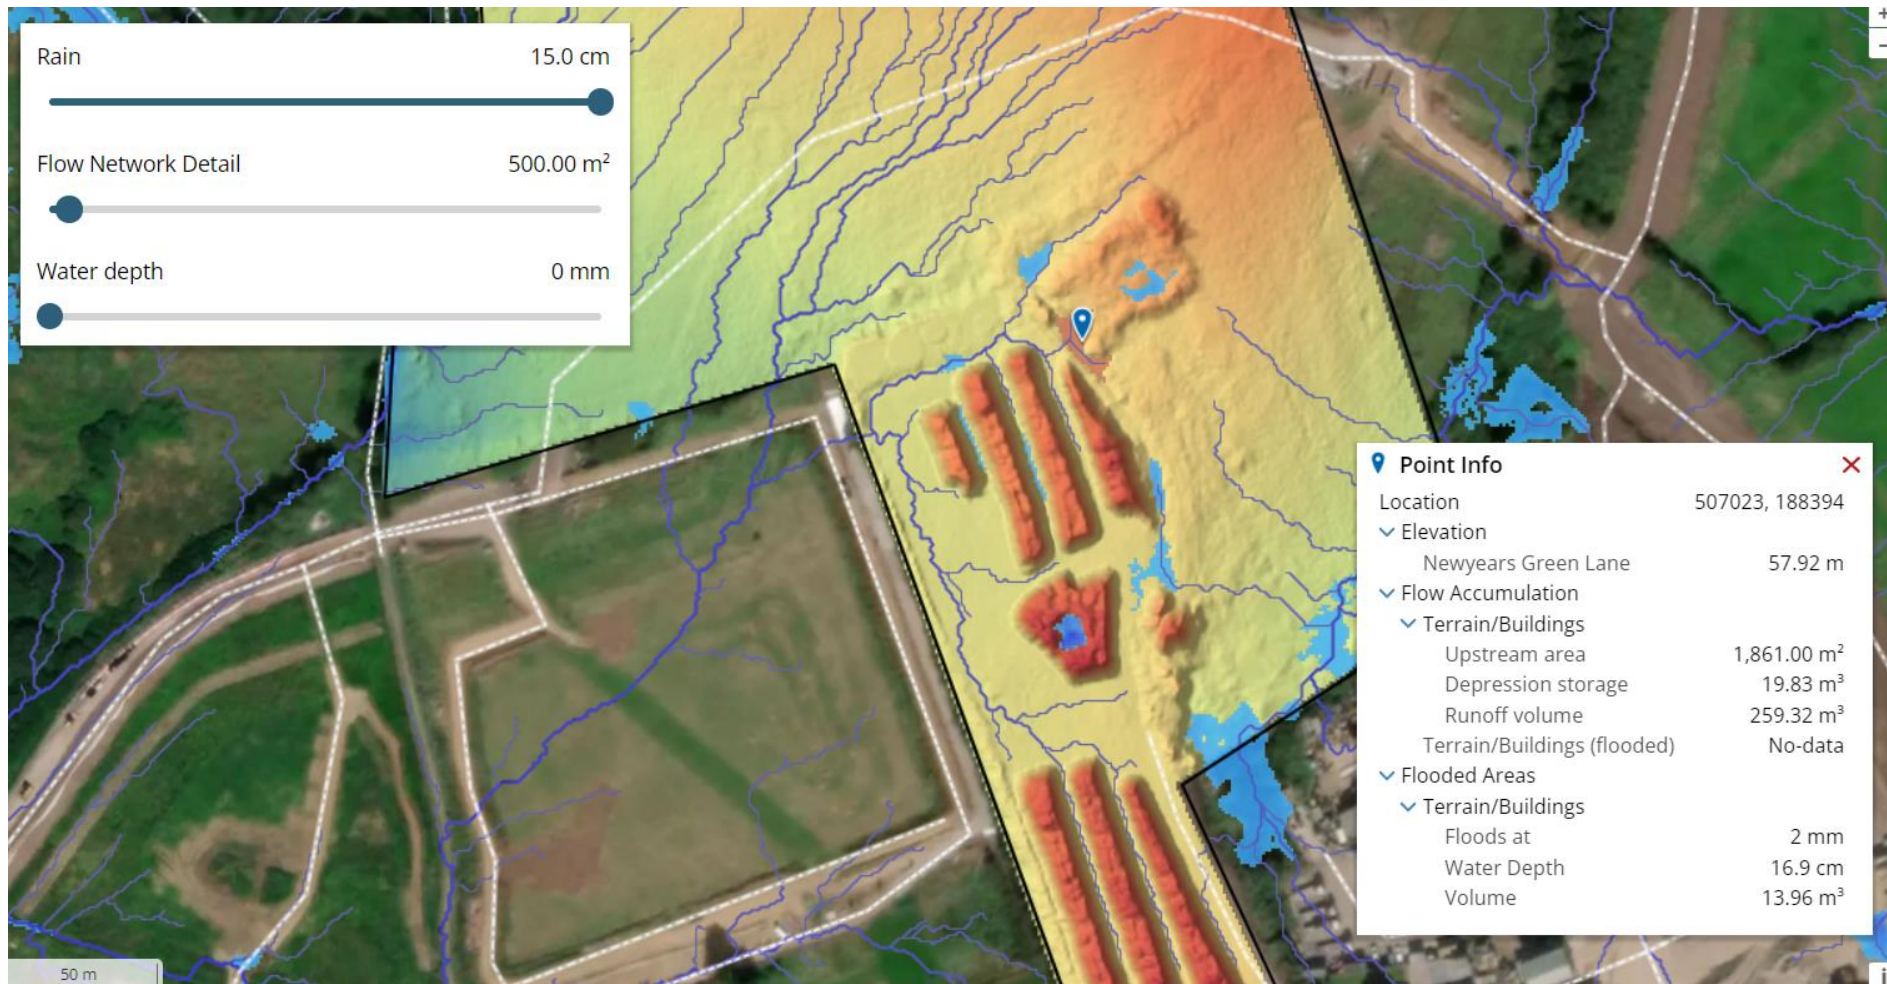 Rain 15.0 cm
Flow Network Detail 500.00 m²
Water depth 0 mm
+
−
Point Info
Location 507023, 188394
Elevation
Newyears Green Lane 57.92 m
Flow Accumulation
Terrain/Buildings
Upstream area 1,861.00 m²
Depression storage 19.83 m³
Runoff volume 259.32 m³
Terrain/Buildings (flooded) No-data
Flooded Areas
Terrain/Buildings
Floods at 2 mm
Water Depth 16.9 cm
Volume 13.96 m³
50 m
i